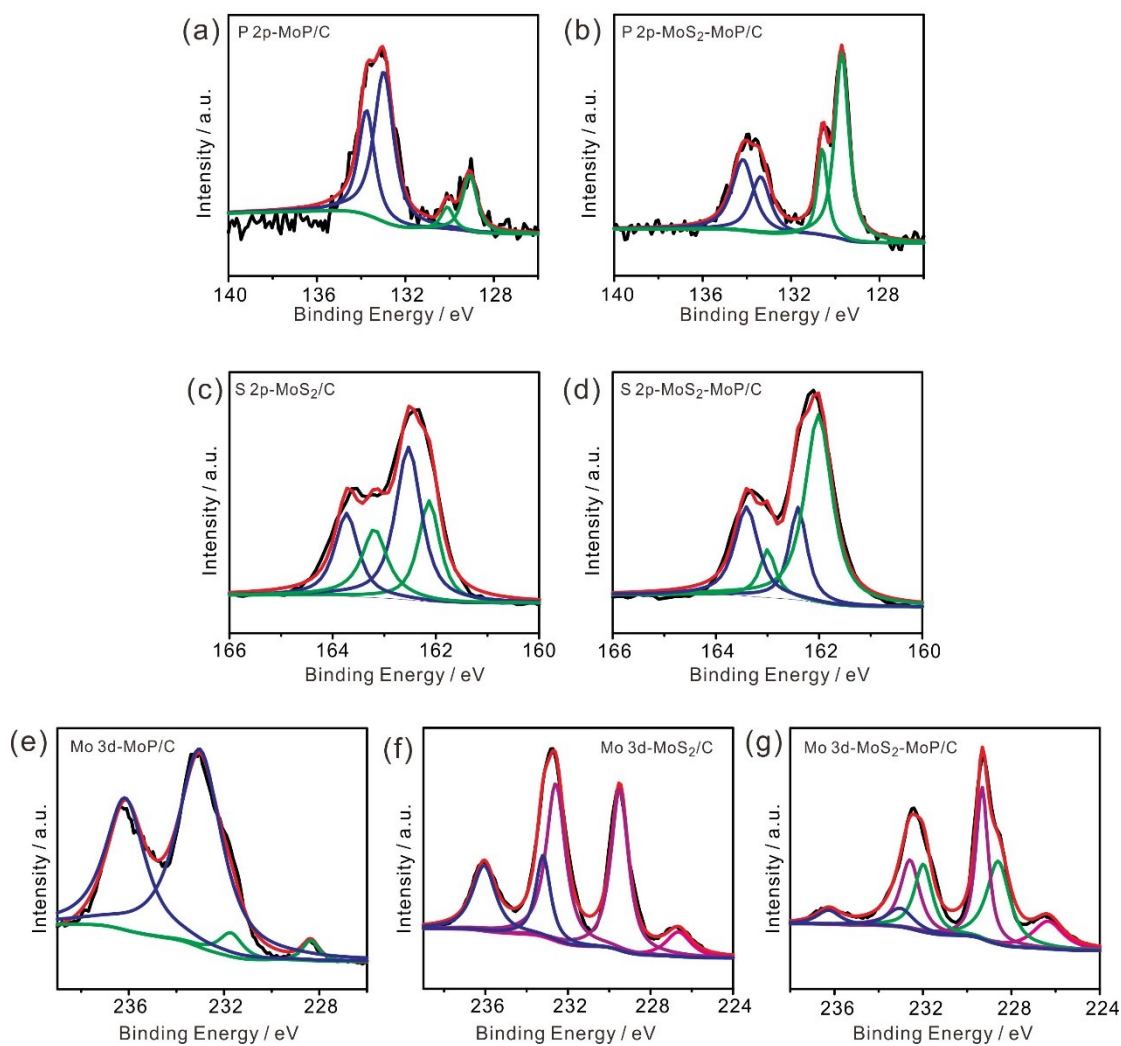 (a) P 2p-MoP/C
Intensity / a.u.
140 136 132 128
Binding Energy / eV
(b) P 2p-MoS₂-MoP/C
Intensity / a.u.
140 136 132 128
Binding Energy / eV
(c) S 2p-MoS₂/C
Intensity / a.u.
166 164 162 160
Binding Energy / eV
(d) S 2p-MoS₂-MoP/C
Intensity / a.u.
166 164 162 160
Binding Energy / eV
(e) Mo 3d-MoP/C
Intensity / a.u.
236 232 228
Binding Energy / eV
(f) Mo 3d-MoS₂/C
Intensity / a.u.
236 232 228 224
Binding Energy / eV
(g) Mo 3d-MoS₂-MoP/C
Intensity / a.u.
236 232 228 224
Binding Energy / eV